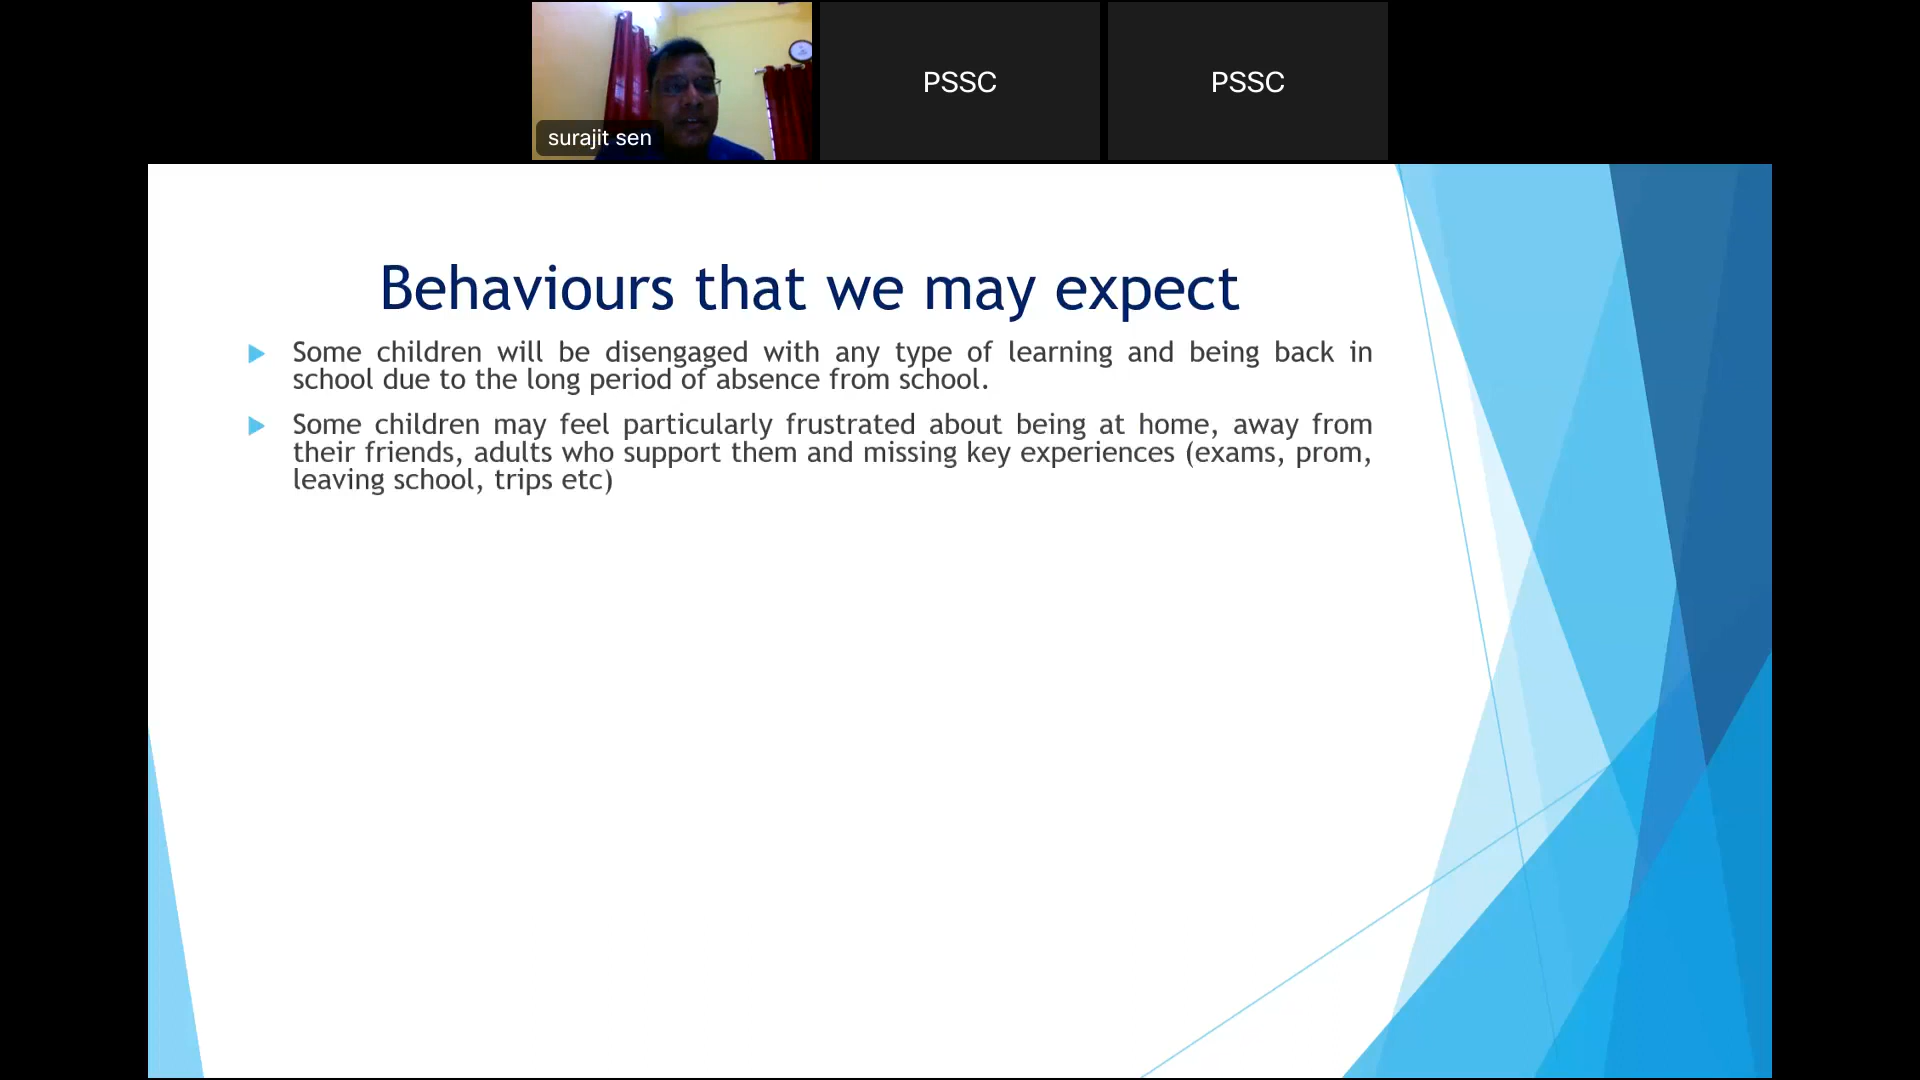 surajit sen
PSSC
PSSC
Behaviours that we may expect
Some children will be disengaged with any type of learning and being back in
school due to the long period of absence from school.
Some children may feel particularly frustrated about being at home, away from
their friends, adults who support them and missing key experiences (exams, prom,
leaving school, trips etc)